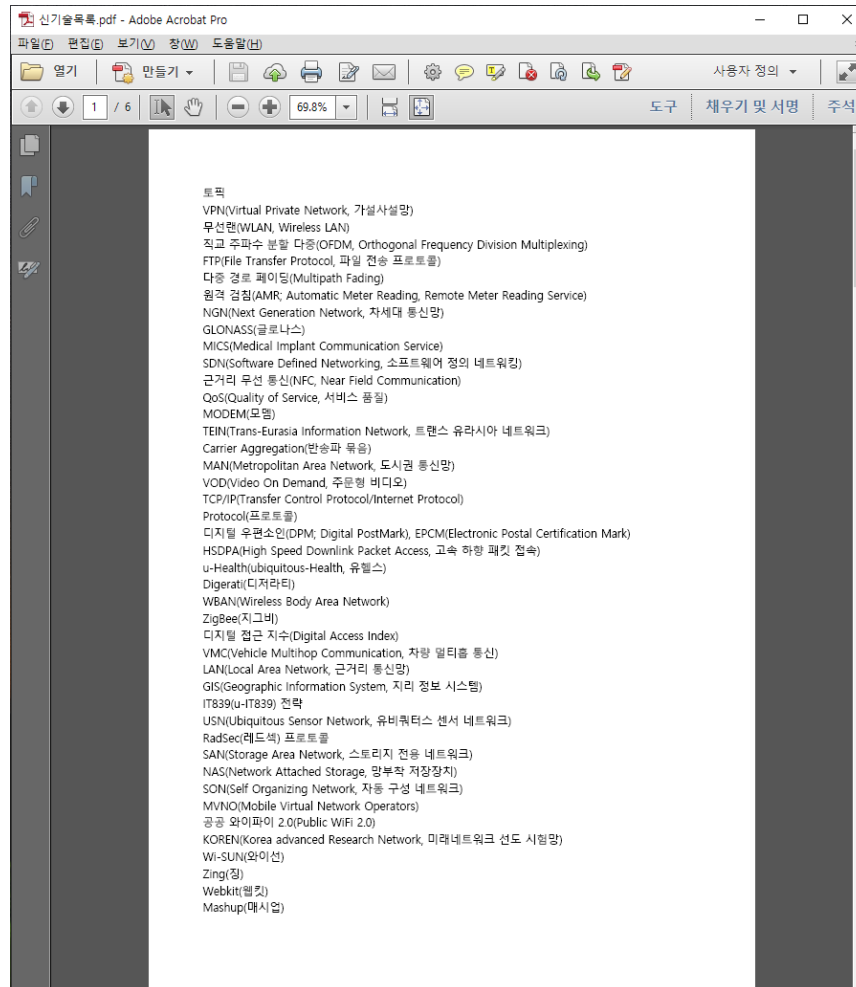 신기술목록.pdf - Adobe Acrobat Pro
파일(F) 편집(E) 보기(V) 창(W) 도움말(H)
열기 만들기 사용자 정의
1 / 6 69.8% 도구 채우기 및 서명 주석
토픽
VPN(Virtual Private Network, 가설사설망)
무선랜(WLAN, Wireless LAN)
직교 주파수 분할 다중(OFDM, Orthogonal Frequency Division Multiplexing)
FTP(File Transfer Protocol, 파일 전송 프로토콜)
다중 경로 페이딩(Multipath Fading)
원격 검침(AMR; Automatic Meter Reading, Remote Meter Reading Service)
NGN(Next Generation Network, 차세대 통신망)
GLONASS(글로나스)
MICS(Medical Implant Communication Service)
SDN(Software Defined Networking, 소프트웨어 정의 네트워킹)
근거리 무선 통신(NFC, Near Field Communication)
QoS(Quality of Service, 서비스 품질)
MODEM(모뎀)
TEIN(Trans-Eurasia Information Network, 트랜스 유라시아 네트워크)
Carrier Aggregation(반송파 묶음)
MAN(Metropolitan Area Network, 도시권 통신망)
VOD(Video On Demand, 주문형 비디오)
TCP/IP(Transfer Control Protocol/Internet Protocol)
Protocol(프로토콜)
디지털 우편소인(DPM; Digital PostMark), EPCM(Electronic Postal Certification Mark)
HSDPA(High Speed Downlink Packet Access, 고속 하향 패킷 접속)
u-Health(ubiquitous-Health, 유헬스)
Digerati(디저라티)
WBAN(Wireless Body Area Network)
ZigBee(지그비)
디지털 접근 지수(Digital Access Index)
VMC(Vehicle Multihop Communication, 차량 멀티홉 통신)
LAN(Local Area Network, 근거리 통신망)
GIS(Geographic Information System, 지리 정보 시스템)
IT839(u-IT839) 전략
USN(Ubiquitous Sensor Network, 유비쿼터스 센서 네트워크)
RadSec(레드섹) 프로토콜
SAN(Storage Area Network, 스토리지 전용 네트워크)
NAS(Network Attached Storage, 망부착 저장장치)
SON(Self Organizing Network, 자동 구성 네트워크)
MVNO(Mobile Virtual Network Operators)
공공 와이파이 2.0(Public WiFi 2.0)
KOREN(Korea advanced Research Network, 미래네트워크 선도 시험망)
Wi-SUN(와이선)
Zing(징)
Webkit(웹킷)
Mashup(매시업)